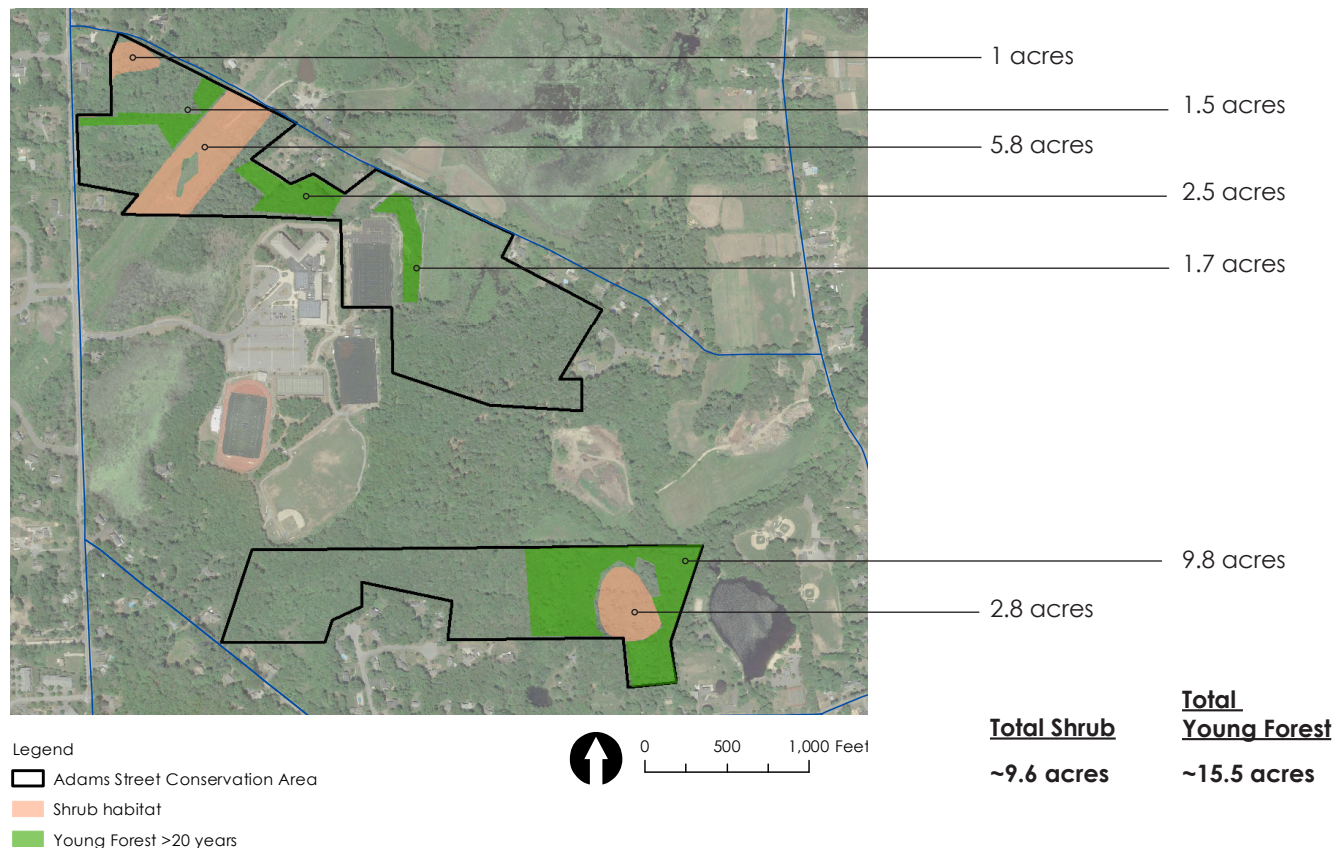 1 acres
1.5 acres
5.8 acres
2.5 acres
1.7 acres
9.8 acres
2.8 acres
Total Shrub
~9.6 acres
Total
Young Forest
~15.5 acres
0 500 1,000 Feet
Legend
Adams Street Conservation Area
Shrub habitat
Young Forest >20 years